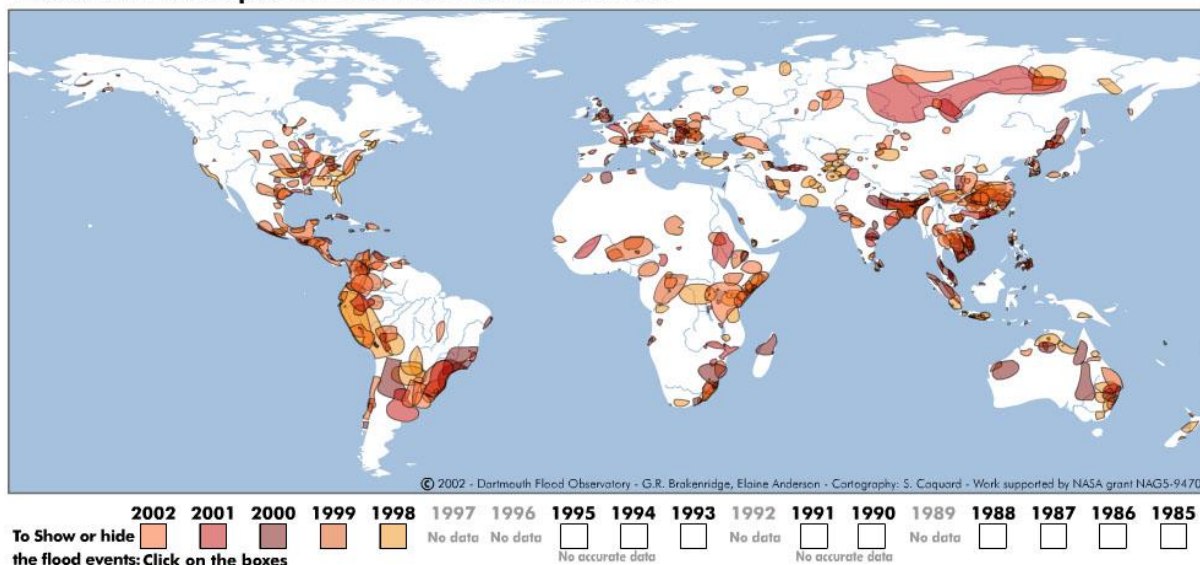 © 2002 - Dartmouth Flood Observatory - G.R. Brakenridge, Elaine Anderson - Cartography: S. Caquard - Work supported by NASA grant NAG5-9470
2002 2001 2000 1999 1998 1997 1996 1995 1994 1993 1992 1991 1990 1989 1988 1987 1986 1985
To Show or hide No data No data No data No data
the flood events: Click on the boxes No accurate data No accurate data